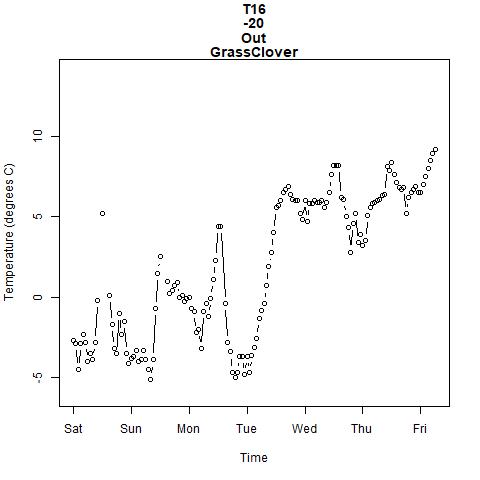 T16
-20
Out
GrassClover
Temperature (degrees C)
10
5
0
-5
Sat Sun Mon Tue Wed Thu Fri
Time